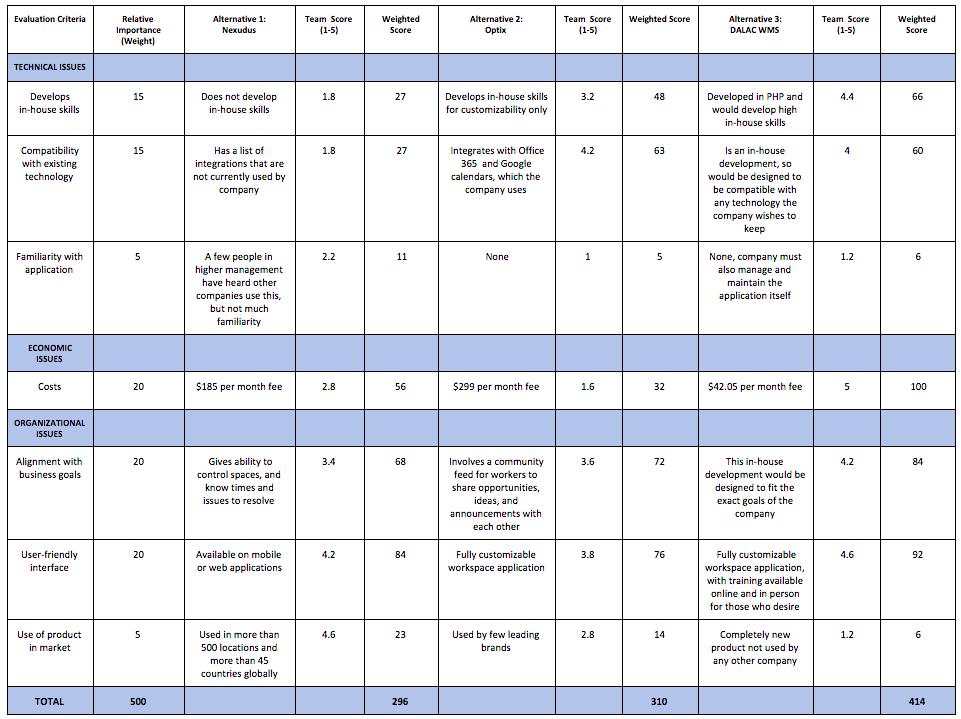 Evaluation Criteria
Relative
Importance
(Weight)
Alternative 1:
Nexudus
Team Score
(1-5)
Weighted
Score
Alternative 2:
Optix
Team Score
(1-5)
Weighted Score
Alternative 3:
DALAC WMS
Team Score
(1-5)
Weighted
Score
TECHNICAL ISSUES
Develops
in-house skills
15
Does not develop
in-house skills
1.8
27
Develops in-house skills
for customizability only
3.2
48
Developed in PHP and
would develop high
in-house skills
4.4
66
Compatibility
with existing
technology
15
Has a list of
integrations that are
not currently used by
company
1.8
27
Integrates with Office
365 and Google
calendars, which the
company uses
4.2
63
Is an in-house
development, so
would be designed to
be compatible with
any technology the
company wishes to
keep
4
60
Familiarity with
application
5
A few people in
higher management
have heard other
companies use this,
but not much
familiarity
2.2
11
None
1
5
None, company must
also manage and
maintain the
application itself
1.2
6
ECONOMIC
ISSUES
Costs
20
$185 per month fee
2.8
56
$299 per month fee
1.6
32
$42.05 per month fee
5
100
ORGANIZATIONAL
ISSUES
Alignment with
business goals
20
Gives ability to
control spaces, and
know times and
issues to resolve
3.4
68
Involves a community
feed for workers to
share opportunities,
ideas, and
announcements with
each other
3.6
72
This in-house
development would be
designed to fit the
exact goals of the
company
4.2
84
User-friendly
interface
20
Available on mobile
or web applications
4.2
84
Fully customizable
workspace application
3.8
76
Fully customizable
workspace application,
with training available
online and in person
for those who desire
4.6
92
Use of product
in market
5
Used in more than
500 locations and
more than 45
countries globally
4.6
23
Used by few leading
brands
2.8
14
Completely new
product not used by
any other company
1.2
6
TOTAL
500
296
310
414